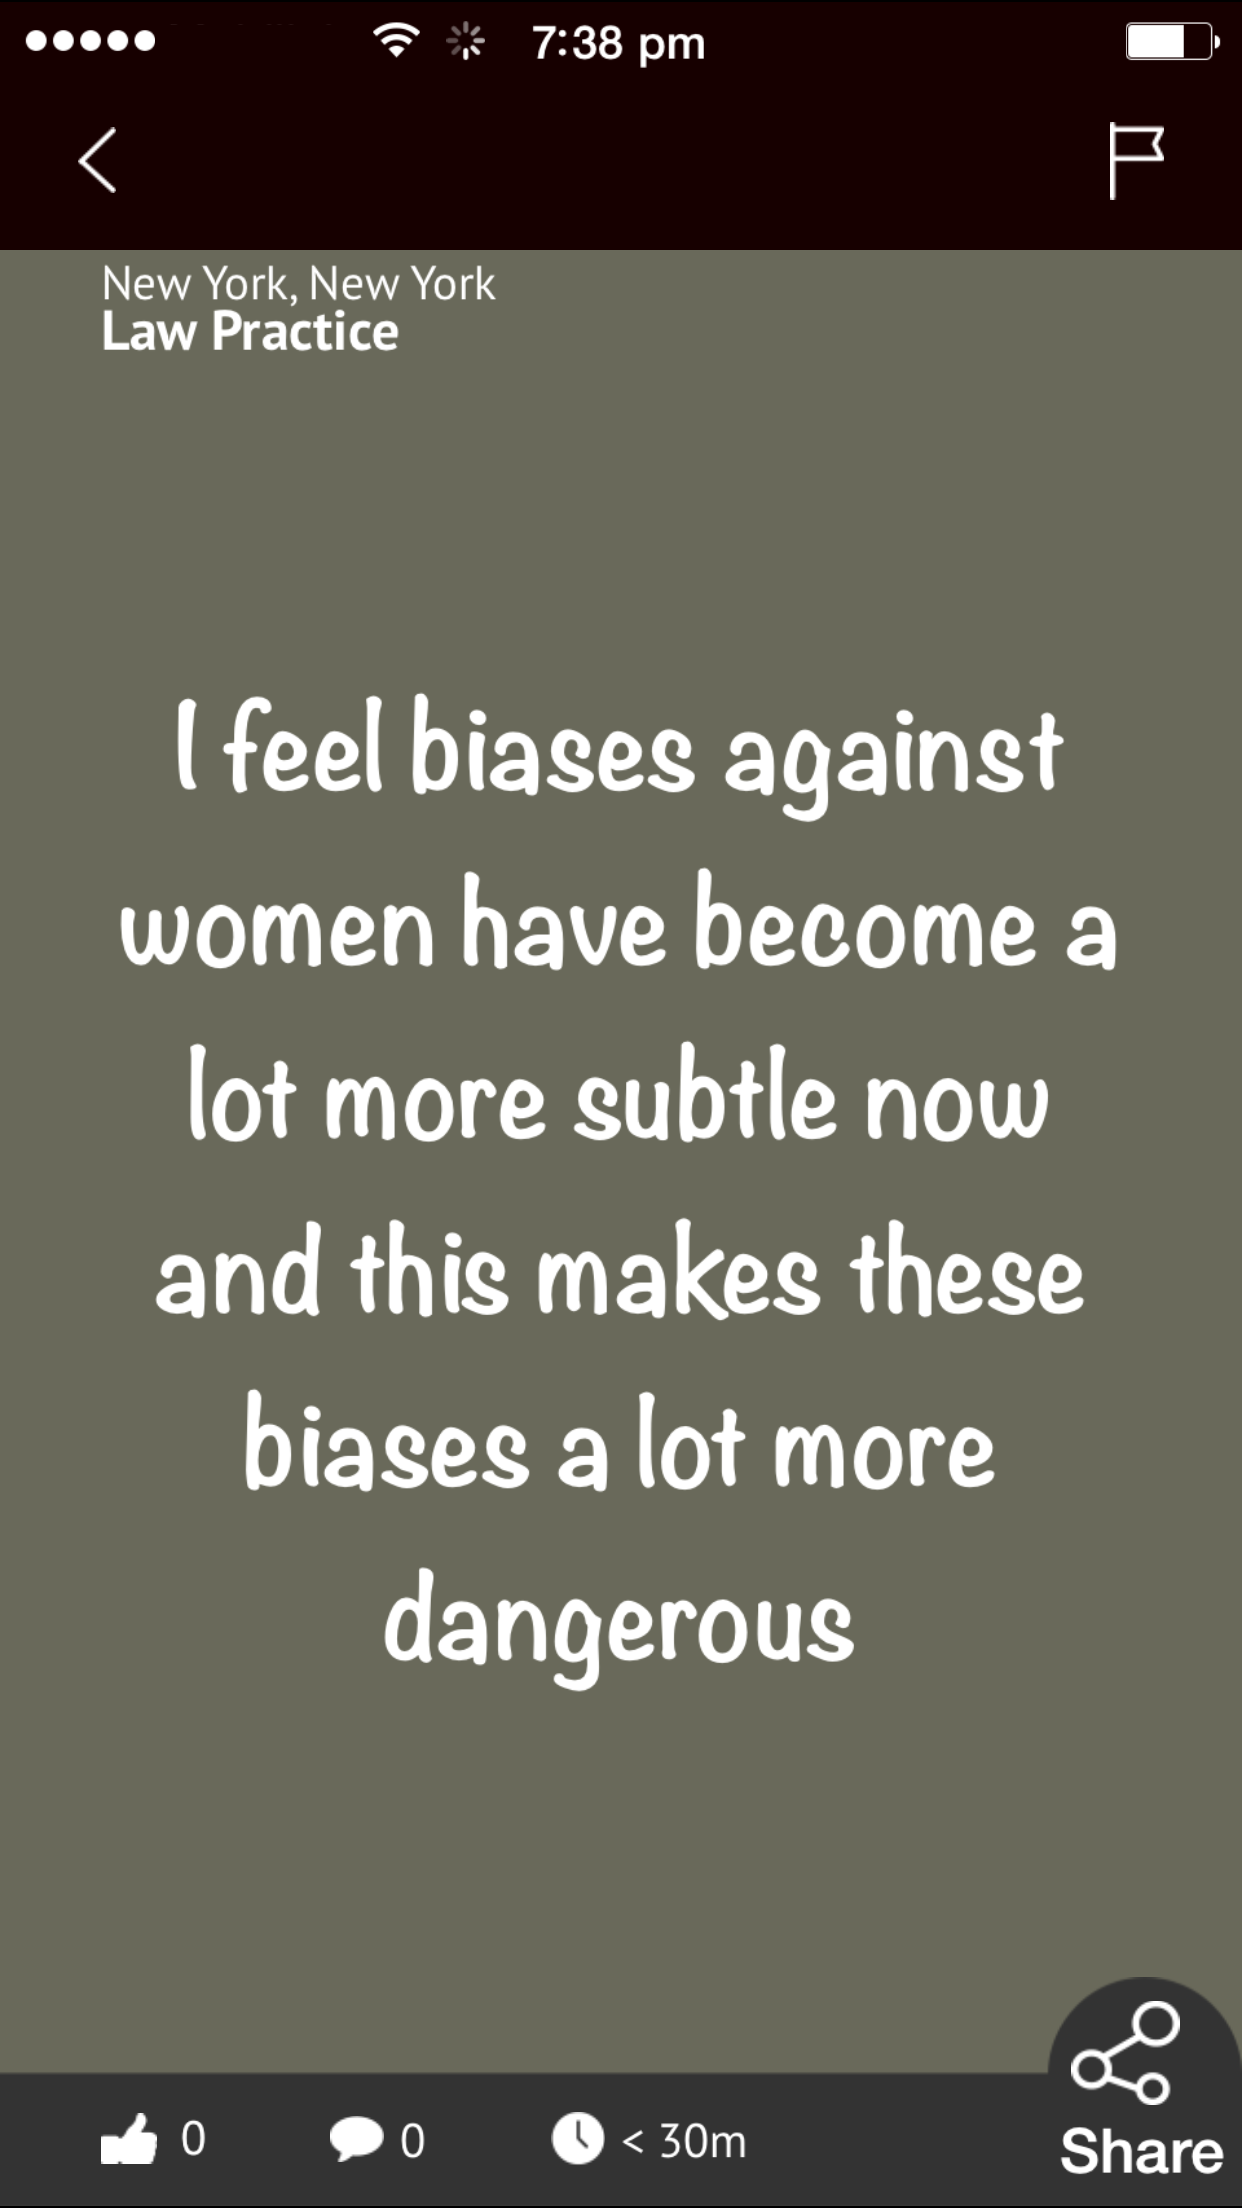 7:38 pm
New York, New York
Law Practice
I feel biases against
women have become a
lot more subtle now
and this makes these
biases a lot more
dangerous
0 0 < 30m
Share